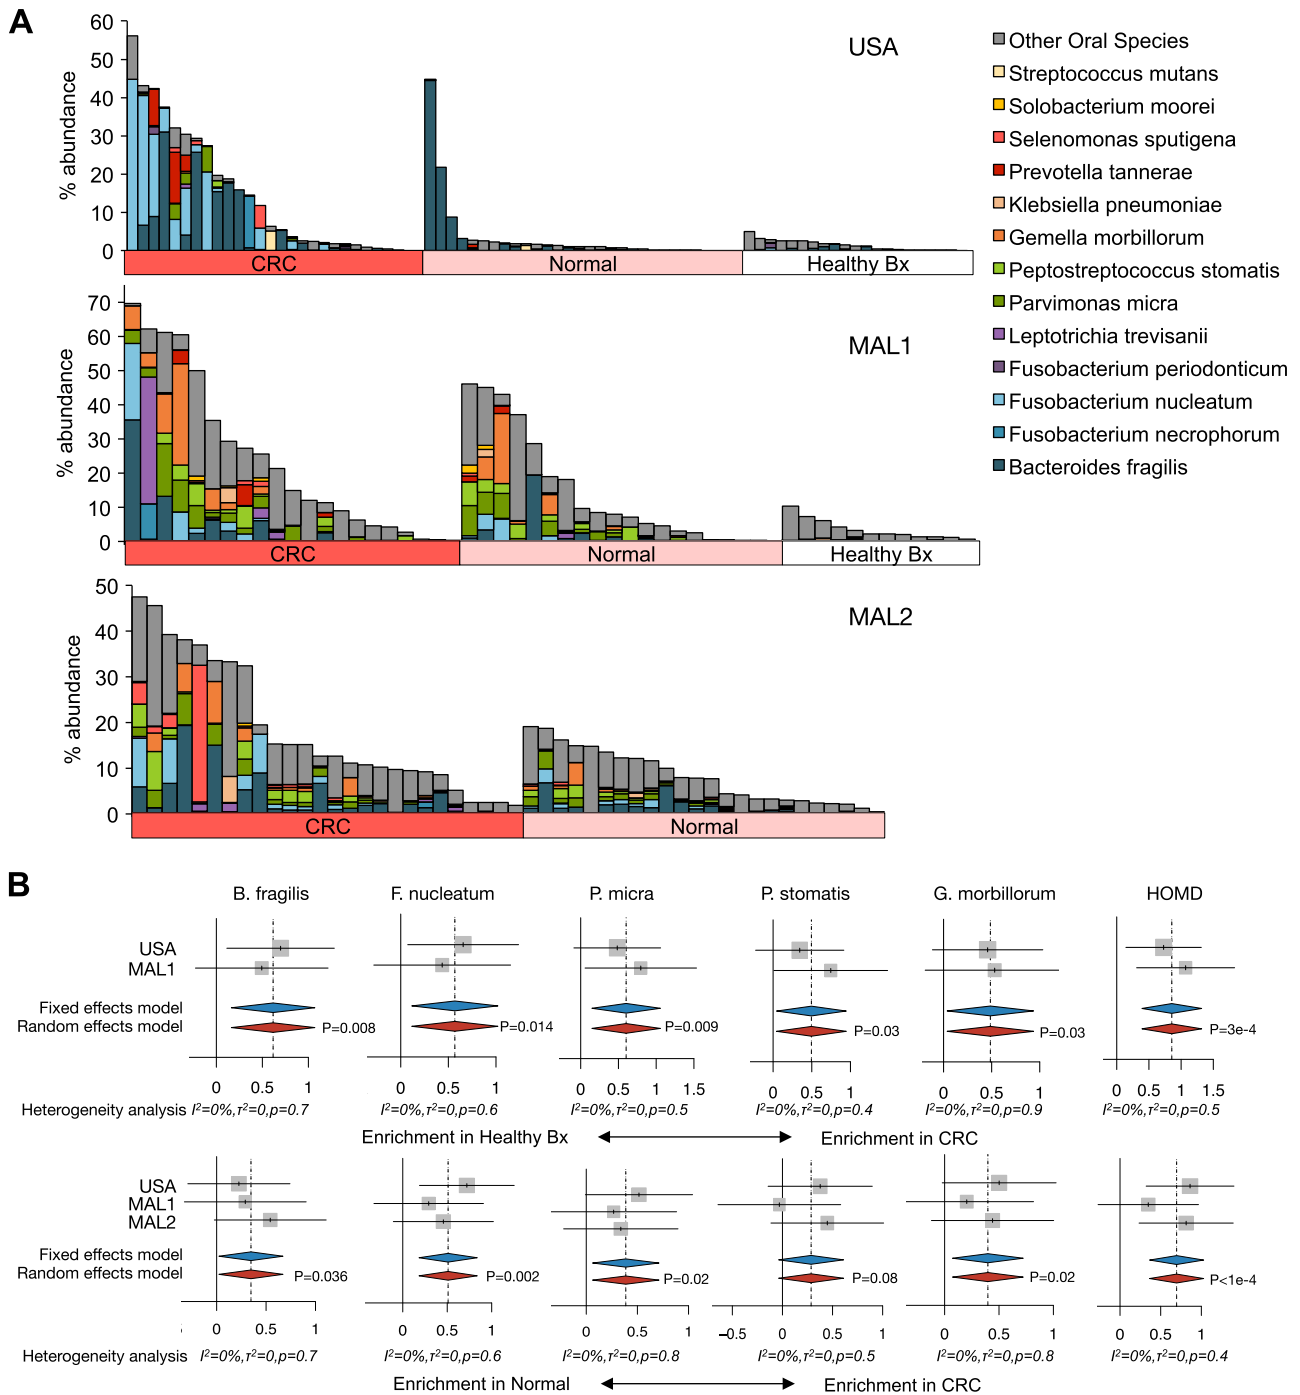 A
USA
% abundance
60
50
40
30
20
10
0
CRC
Normal
Healthy Bx
Other Oral Species
Streptococcus mutans
Solobacterium moorei
Selenomonas sputigena
Prevotella tannerae
Klebsiella pneumoniae
Gemella morbillorum
Peptostreptococcus stomatis
Parvimonas micra
Leptotrichia trevisanii
Fusobacterium periodonticum
Fusobacterium nucleatum
Fusobacterium necrophorum
Bacteroides fragilis
MAL1
% abundance
70
60
50
40
30
20
10
0
CRC
Normal
Healthy Bx
MAL2
% abundance
50
40
30
20
10
0
CRC
Normal
B
B. fragilis F. nucleatum P. micra P. stomatis G. morbillorum HOMD
USA
MAL1
Fixed effects model
Random effects model
P=0.008 P=0.014 P=0.009 P=0.03 P=0.03 P=3e-4
0 0.5 1 0 0.5 1 0 0.5 1 1.5 0 0.5 1 0 0.5 1 0 0.5 1 1.5
Heterogeneity analysis I²=0%,τ²=0,p=0.7 I²=0%,τ²=0,p=0.6 I²=0%,τ²=0,p=0.5 I²=0%,τ²=0,p=0.4 I²=0%,τ²=0,p=0.9 I²=0%,τ²=0,p=0.5
Enrichment in Healthy Bx Enrichment in CRC
USA
MAL1
MAL2
Fixed effects model
Random effects model
P=0.036 P=0.002 P=0.02 P=0.08 P=0.02 P<1e-4
0 0.5 1 0 0.5 1 0 0.5 1 −0.5 0 0.5 1 0 0.5 1 0 0.5 1
Heterogeneity analysis I²=0%,τ²=0,p=0.7 I²=0%,τ²=0,p=0.6 I²=0%,τ²=0,p=0.8 I²=0%,τ²=0,p=0.5 I²=0%,τ²=0,p=0.8 I²=0%,τ²=0,p=0.4
Enrichment in Normal Enrichment in CRC